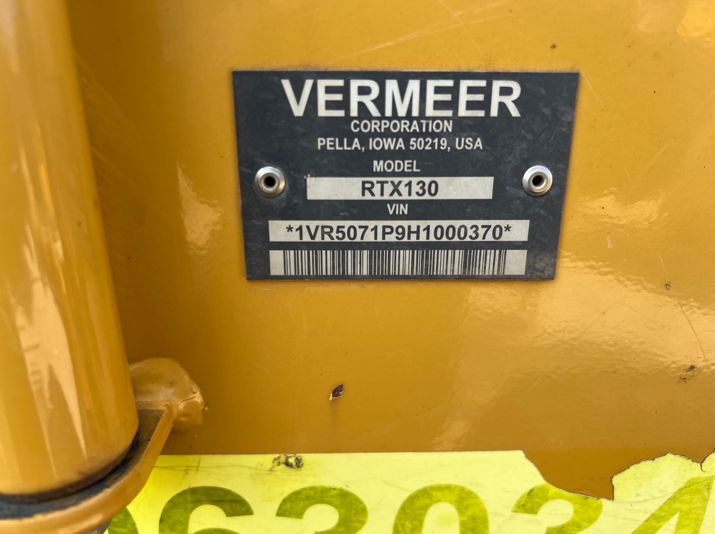 VERMEER
CORPORATION
PELLA, IOWA 50219, USA
MODEL
RTX130
VIN
*1VR5071P9H1000370*